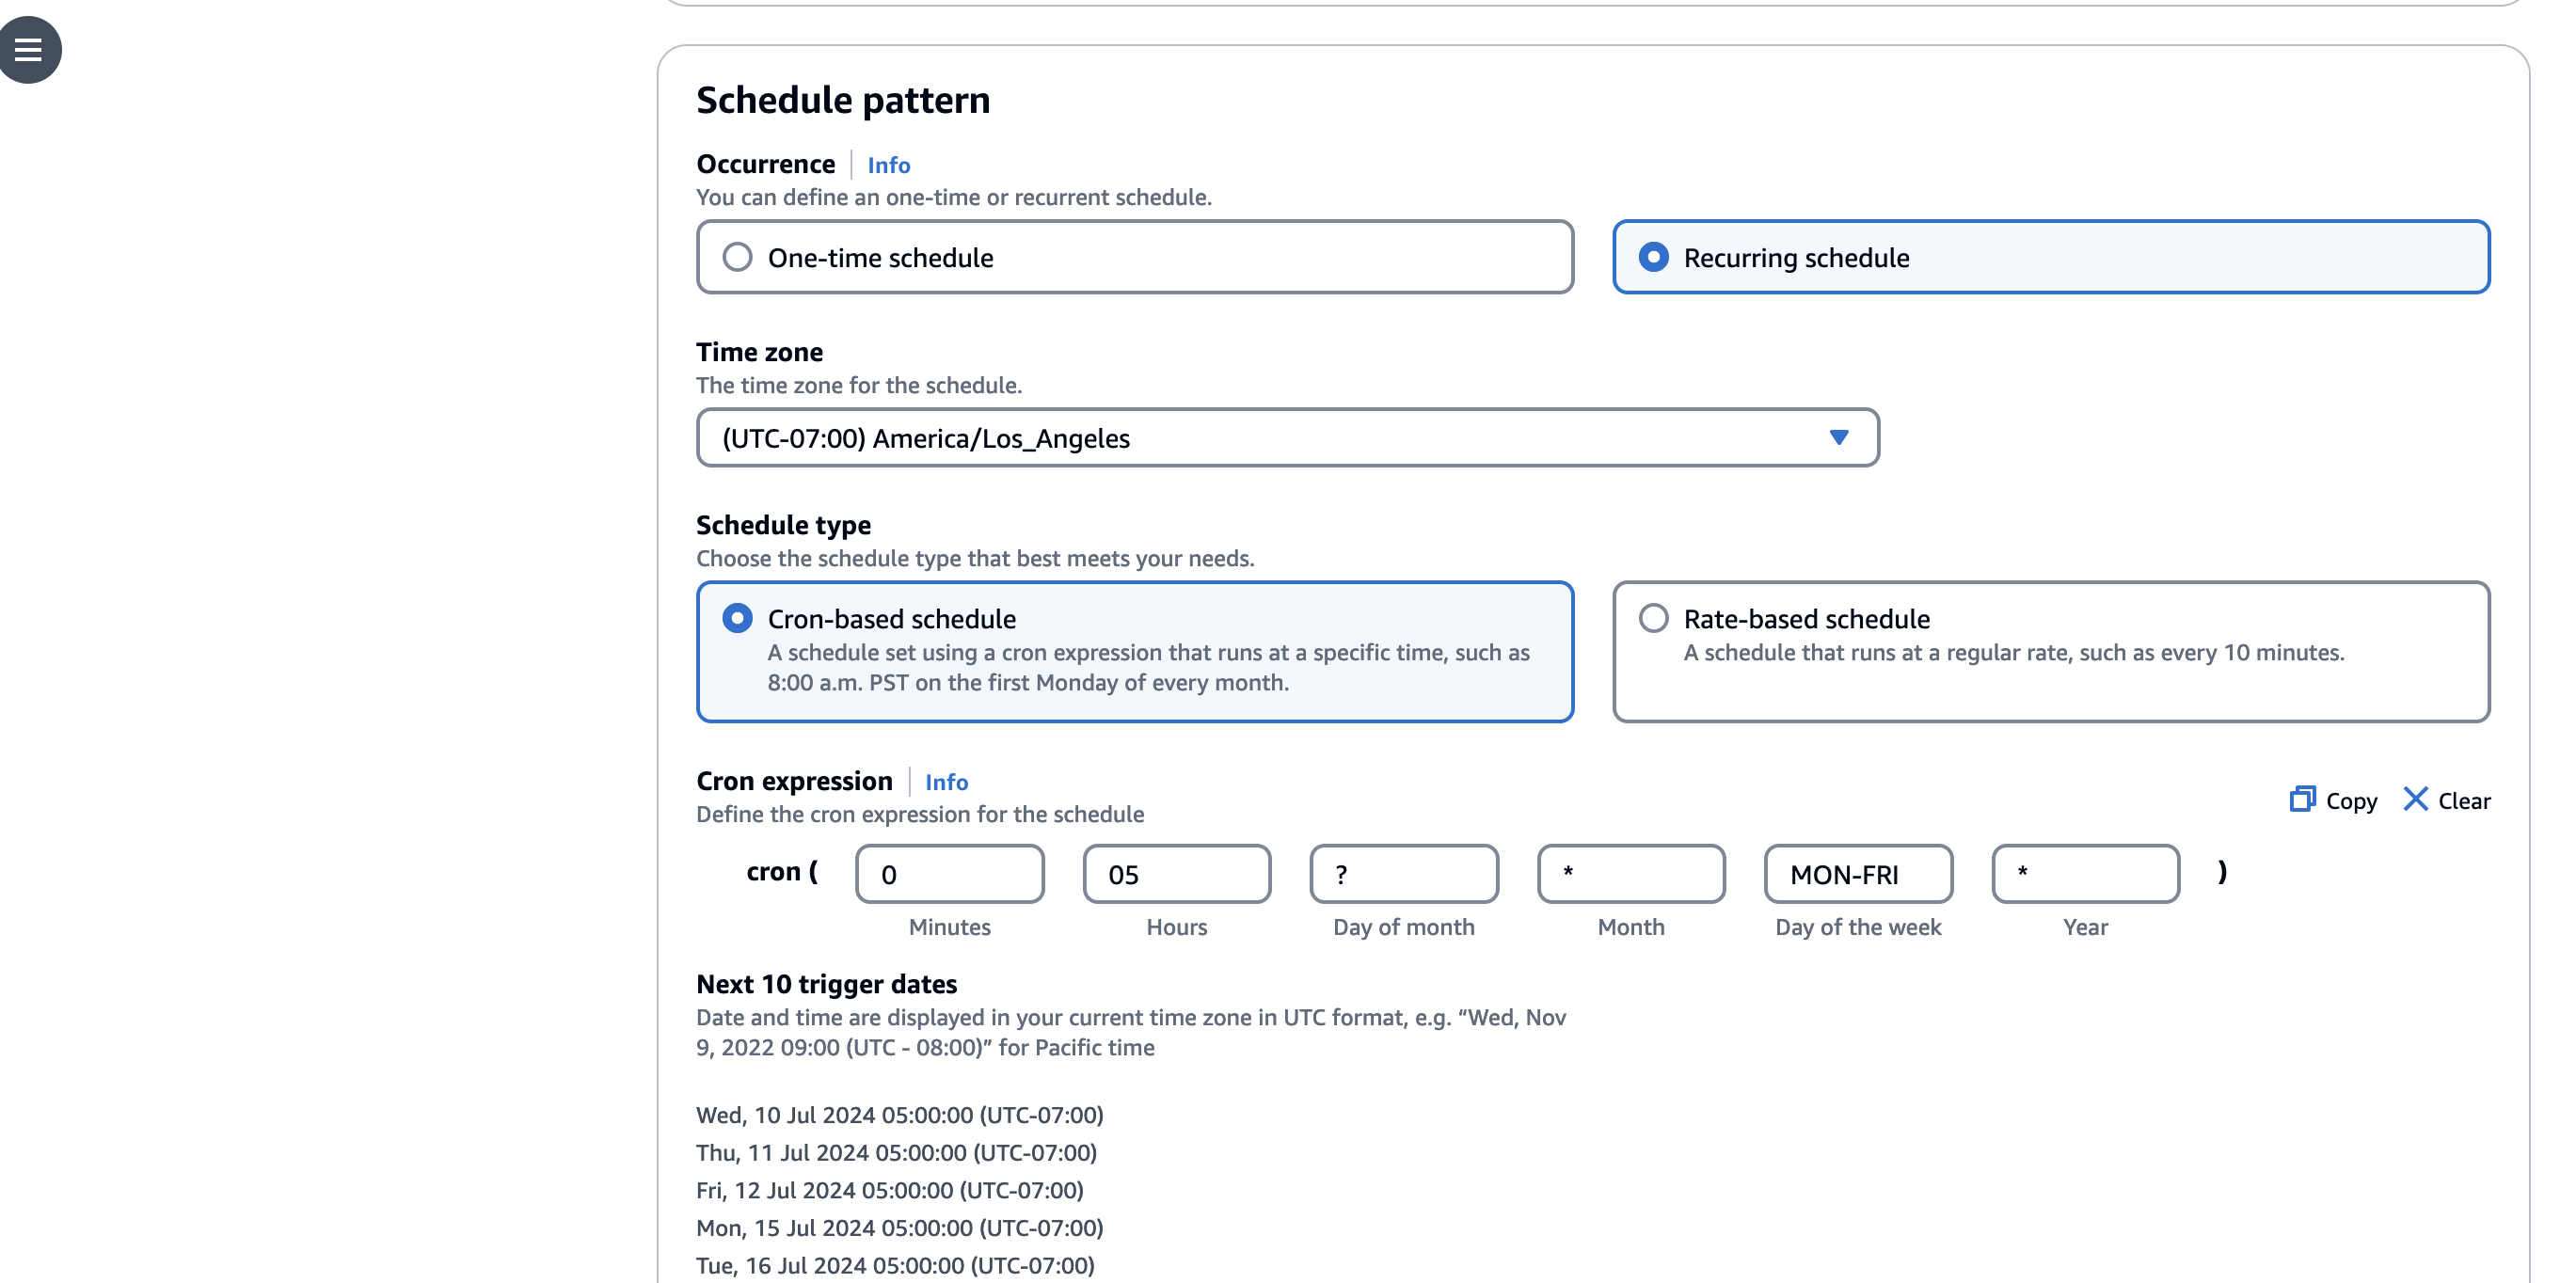 Schedule pattern
Occurrence Info
You can define an one-time or recurrent schedule.
One-time schedule
Recurring schedule
Time zone
The time zone for the schedule.
(UTC-07:00) America/Los_Angeles
Schedule type
Choose the schedule type that best meets your needs.
Cron-based schedule
A schedule set using a cron expression that runs at a specific time, such as
8:00 a.m. PST on the first Monday of every month.
Rate-based schedule
A schedule that runs at a regular rate, such as every 10 minutes.
Cron expression Info
Define the cron expression for the schedule
Copy Clear
cron ( 0 05 ? * MON-FRI * )
Minutes Hours Day of month Month Day of the week Year
Next 10 trigger dates
Date and time are displayed in your current time zone in UTC format, e.g. “Wed, Nov
9, 2022 09:00 (UTC - 08:00)” for Pacific time
Wed, 10 Jul 2024 05:00:00 (UTC-07:00)
Thu, 11 Jul 2024 05:00:00 (UTC-07:00)
Fri, 12 Jul 2024 05:00:00 (UTC-07:00)
Mon, 15 Jul 2024 05:00:00 (UTC-07:00)
Tue, 16 Jul 2024 05:00:00 (UTC-07:00)